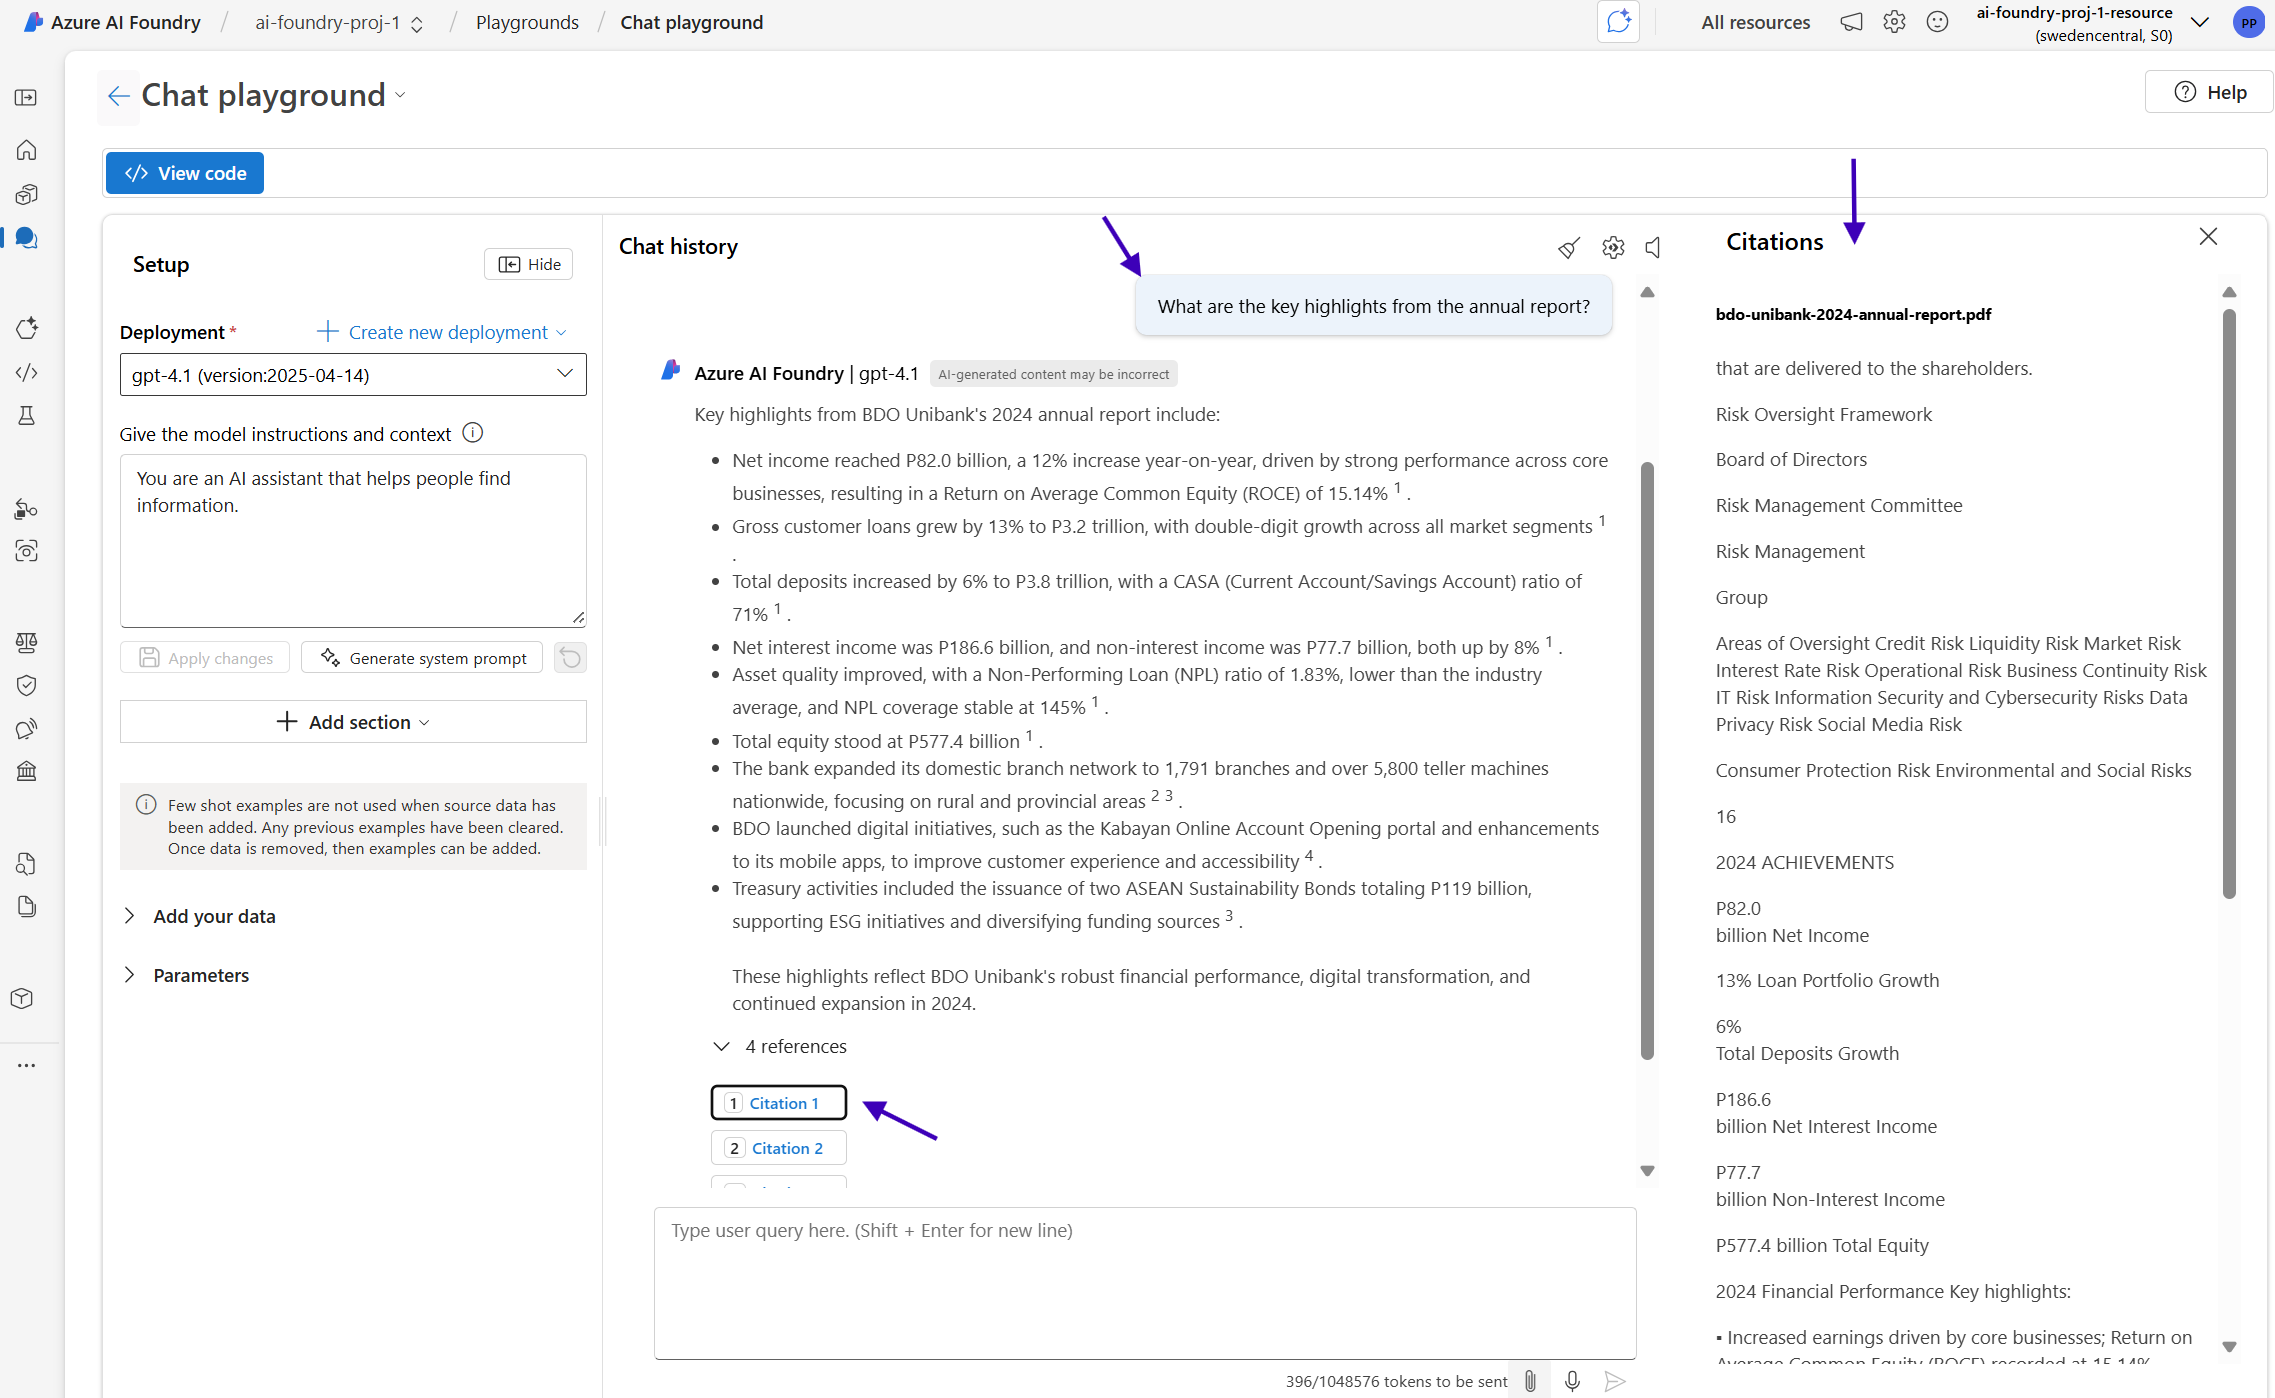 Azure AI Foundry / ai-foundry-proj-1 / Playgrounds / Chat playground
All resources
ai-foundry-proj-1-resource
(swedencentral, S0)
PP
Chat playground
Help
View code
Setup
Hide
Deployment *
Create new deployment
gpt-4.1 (version:2025-04-14)
Give the model instructions and context
You are an AI assistant that helps people find
information.
Apply changes
Generate system prompt
Add section
Few shot examples are not used when source data has
been added. Any previous examples have been cleared.
Once data is removed, then examples can be added.
Add your data
Parameters
Chat history
What are the key highlights from the annual report?
Azure AI Foundry | gpt-4.1 AI-generated content may be incorrect
Key highlights from BDO Unibank's 2024 annual report include:
• Net income reached P82.0 billion, a 12% increase year-on-year, driven by strong performance across core
businesses, resulting in a Return on Average Common Equity (ROCE) of 15.14% 1 .
• Gross customer loans grew by 13% to P3.2 trillion, with double-digit growth across all market segments 1
.
• Total deposits increased by 6% to P3.8 trillion, with a CASA (Current Account/Savings Account) ratio of
71% 1 .
• Net interest income was P186.6 billion, and non-interest income was P77.7 billion, both up by 8% 1 .
• Asset quality improved, with a Non-Performing Loan (NPL) ratio of 1.83%, lower than the industry
average, and NPL coverage stable at 145% 1 .
• Total equity stood at P577.4 billion 1 .
• The bank expanded its domestic branch network to 1,791 branches and over 5,800 teller machines
nationwide, focusing on rural and provincial areas 2 3 .
• BDO launched digital initiatives, such as the Kabayan Online Account Opening portal and enhancements
to its mobile apps, to improve customer experience and accessibility 4 .
• Treasury activities included the issuance of two ASEAN Sustainability Bonds totaling P119 billion,
supporting ESG initiatives and diversifying funding sources 3 .
These highlights reflect BDO Unibank's robust financial performance, digital transformation, and
continued expansion in 2024.
4 references
1 Citation 1
2 Citation 2
Type user query here. (Shift + Enter for new line)
396/1048576 tokens to be sent
Citations
bdo-unibank-2024-annual-report.pdf
that are delivered to the shareholders.
Risk Oversight Framework
Board of Directors
Risk Management Committee
Risk Management
Group
Areas of Oversight Credit Risk Liquidity Risk Market Risk
Interest Rate Risk Operational Risk Business Continuity Risk
IT Risk Information Security and Cybersecurity Risks Data
Privacy Risk Social Media Risk
Consumer Protection Risk Environmental and Social Risks
16
2024 ACHIEVEMENTS
P82.0
billion Net Income
13% Loan Portfolio Growth
6%
Total Deposits Growth
P186.6
billion Net Interest Income
P77.7
billion Non-Interest Income
P577.4 billion Total Equity
2024 Financial Performance Key highlights:
▪ Increased earnings driven by core businesses; Return on
Average Common Equity (ROCE) recorded at 15.14%